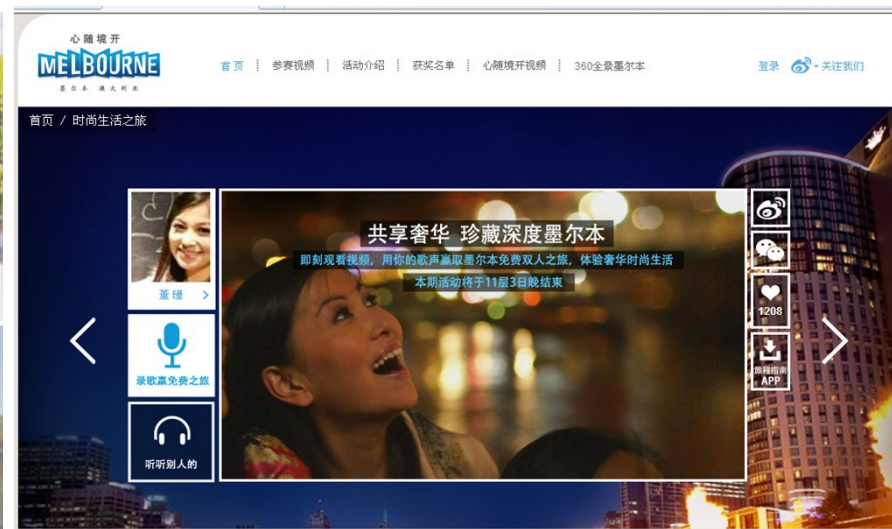 心随境开
MELBOURNE
墨尔本 澳大利亚
首页 | 参赛视频 | 活动介绍 | 获奖名单 | 心随境开视频 | 360全景墨尔本
登录 + 关注我们
首页 / 时尚生活之旅
共享奢华 珍藏深度墨尔本
即刻观看视频，用你的歌声赢取墨尔本免费双人之旅，体验奢华时尚生活
本期活动将于11层3日晚结束
录歌赢免费之旅
听听别人的
1208
旅程指南
APP